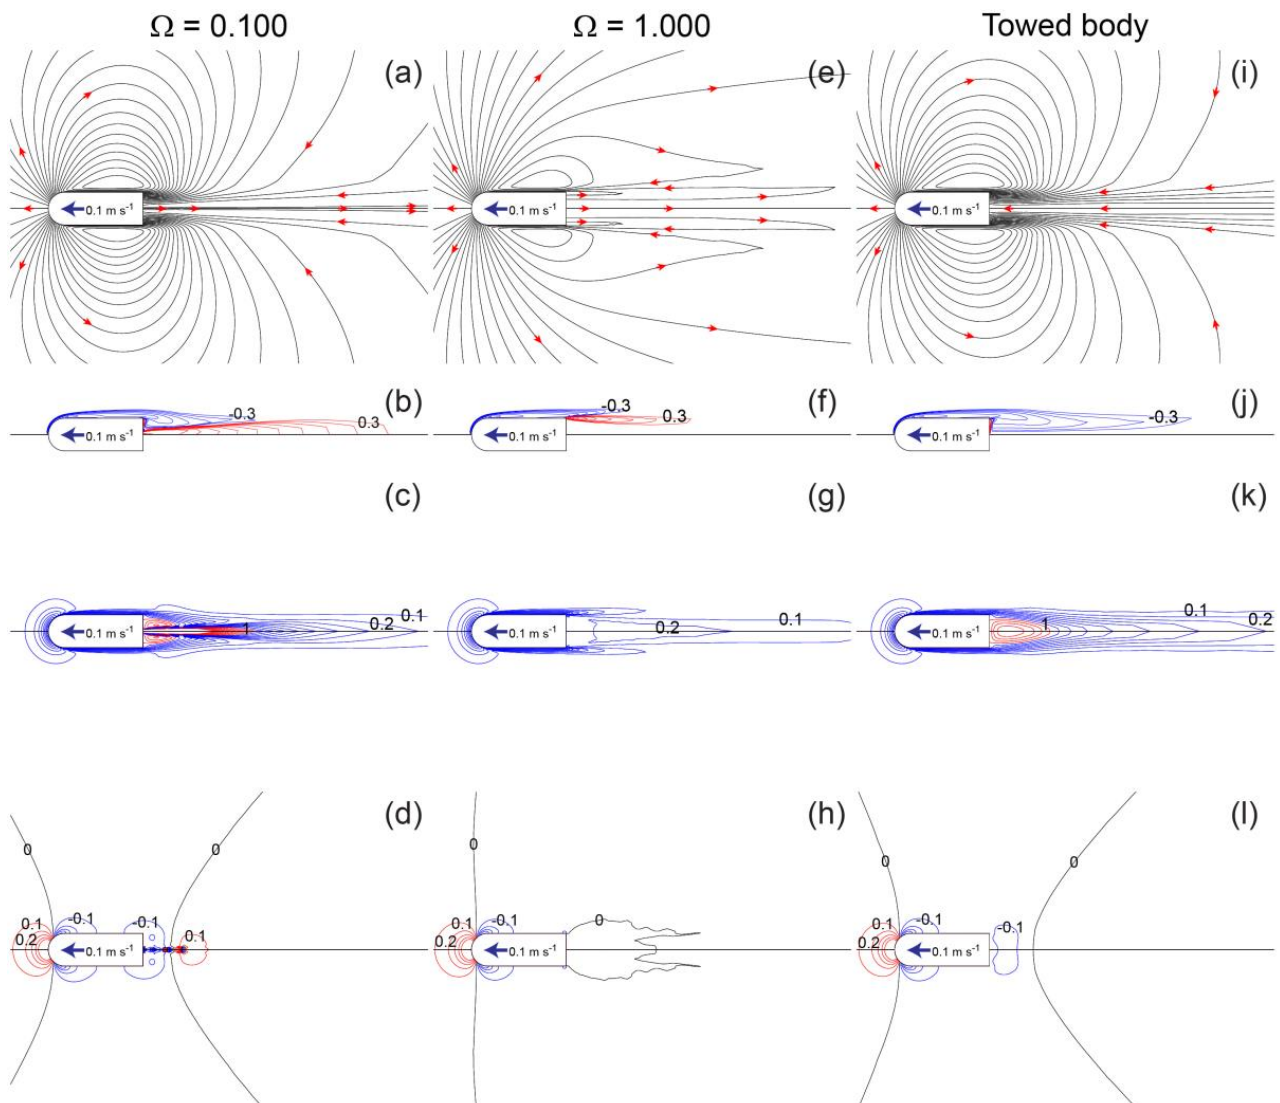 Ω = 0.100 Ω = 1.000 Towed body
(a) (e) (i)
0.1 m s⁻¹ 0.1 m s⁻¹ 0.1 m s⁻¹
(b) (f) (j)
-0.3 0.3 -0.3 0.3 -0.3
0.1 m s⁻¹ 0.1 m s⁻¹ 0.1 m s⁻¹
(c) (g) (k)
0.1 0.1 0.1
0.1 m s⁻¹ 1 0.2 0.1 m s⁻¹ 0.2 0.1 m s⁻¹ 1 0.2
(d) (h) (l)
0 0 0 0 0
0.1 -0.1 -0.1 0.1 0.1 -0.1 0 0.1 -0.1 -0.1
0.2 0.1 m s⁻¹ 0.2 0.1 m s⁻¹ 0.2 0.1 m s⁻¹